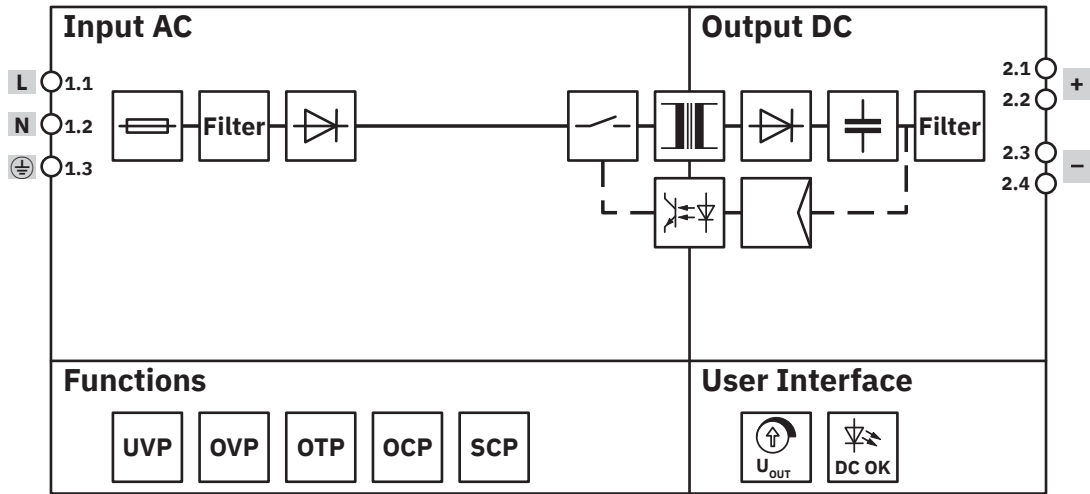 Input AC
Output DC
L
1.1
N
1.2
1.3
Filter
Filter
2.1
+
2.2
2.3
–
2.4
Functions
User Interface
UVP
OVP
OTP
OCP
SCP
UOUT
DC OK